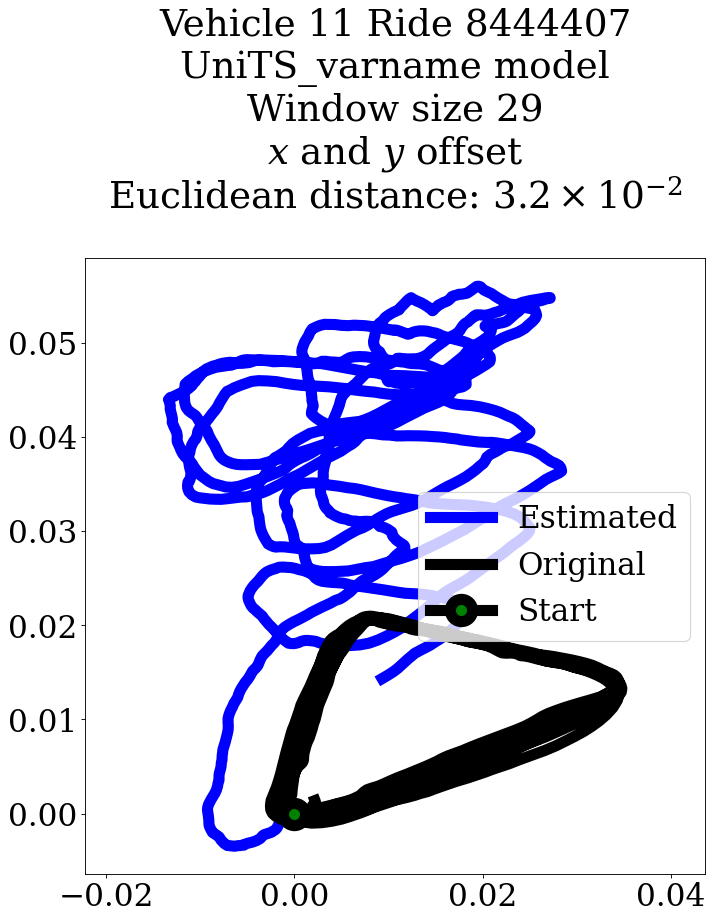 Vehicle 11 Ride 8444407
UniTS_varname model
Window size 29
x and y offset
Euclidean distance: 3.2 × 10⁻²
0.05
0.04
0.03
0.02
0.01
0.00
Estimated
Original
Start
−0.02 0.00 0.02 0.04